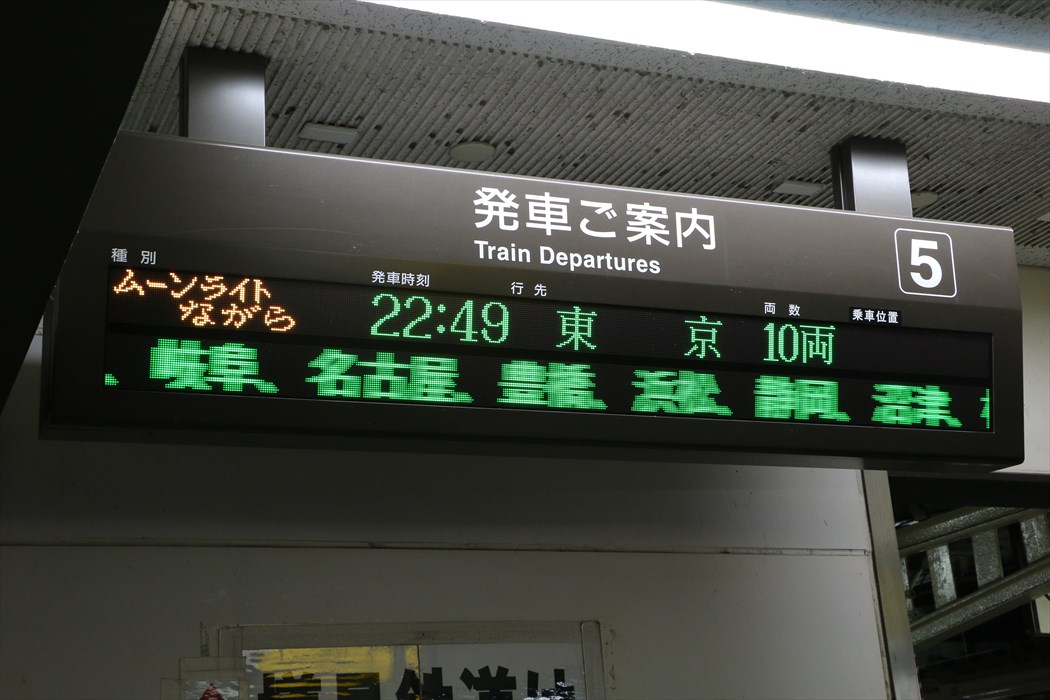 発車ご案内
Train Departures
5
種別
発車時刻
行先
両数
乗車位置
ムーンライト
ながら
22:49
東京
10両
、岐阜、名古屋、豊橋、浜松、静岡、沼津、